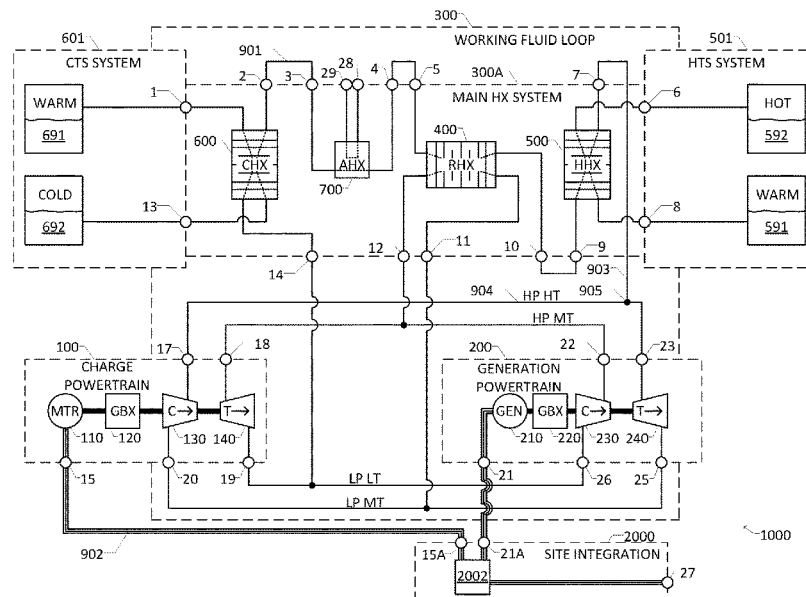 300
601
901
WORKING FLUID LOOP
501
CTS SYSTEM
HTS SYSTEM
2
3
29
28
4
5
300A
7
MAIN HX SYSTEM
1
6
WARM
691
600
CHX
AHX
700
400
RHX
500
HHX
HOT
592
COLD
692
13
8
WARM
591
14
12
11
10
9
903
904
HP HT
905
17
18
HP MT
22
23
100
CHARGE
POWERTRAIN
200
GENERATION
POWERTRAIN
MTR
GBX
C→
T→
GEN
GBX
C→
T→
110
120
130
140
210
220
230
240
15
20
19
LP LT
21
26
25
LP MT
902
15A
21A
2000
SITE INTEGRATION
1000
2002
27